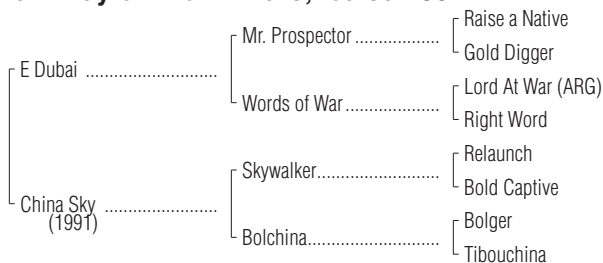 Raise a Native
Mr. Prospector
Gold Digger
E Dubai
Lord At War (ARG)
Words of War
Right Word
Relaunch
Skywalker
Bold Captive
China Sky
(1991)
Bolger
Bolchina
Tibouchina